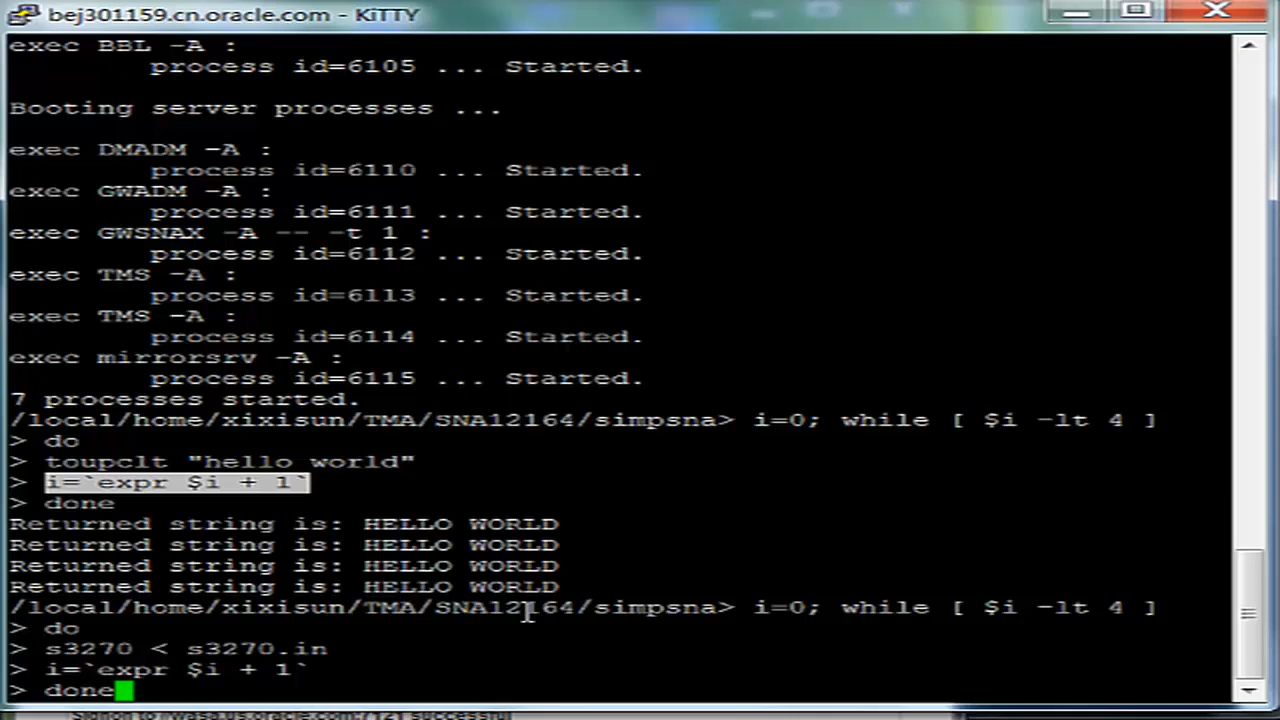 bej301159.cn.oracle.com - KiTTY
exec BBL -A :
process id=6105 ... Started.
Booting server processes ...
exec DMADM -A :
process id=6110 ... Started.
exec GWADM -A :
process id=6111 ... Started.
exec GWSNAX -A -- -t 1 :
process id=6112 ... Started.
exec TMS -A :
process id=6113 ... Started.
exec TMS -A :
process id=6114 ... Started.
exec mirrorsrv -A :
process id=6115 ... Started.
7 processes started.
/local/home/xixisun/TMA/SNA12164/simpsna> i=0; while [ $i -lt 4 ]
> do
> toupclt "hello world"
> i=`expr $i + 1`
> done
Returned string is: HELLO WORLD
Returned string is: HELLO WORLD
Returned string is: HELLO WORLD
Returned string is: HELLO WORLD
/local/home/xixisun/TMA/SNA12164/simpsna> i=0; while [ $i -lt 4 ]
> do
> s3270 < s3270.in
> i=`expr $i + 1`
> done